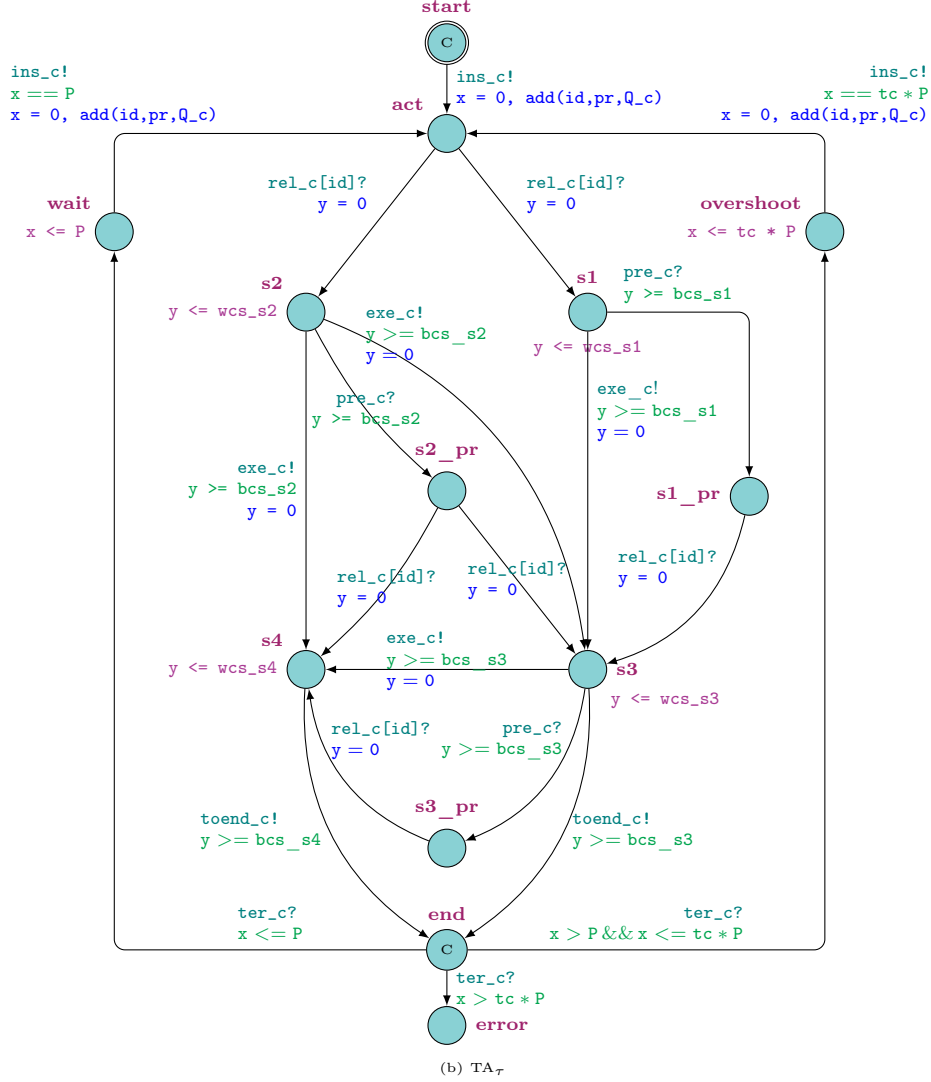 start
C
ins_c!
x = 0, add(id,pr,Q_c)
ins_c!
x == P
x = 0, add(id,pr,Q_c)
ins_c!
x == tc * P
x = 0, add(id,pr,Q_c)
act
rel_c[id]?
y = 0
rel_c[id]?
y = 0
wait
x <= P
overshoot
x <= tc * P
s2
y <= wcs_s2
s1
y <= wcs_s1
pre_c?
y >= bcs_s1
exe_c!
y >= bcs_s2
y = 0
pre_c?
y >= bcs_s2
exe_c!
y >= bcs_s1
y = 0
s2_pr
exe_c!
y >= bcs_s2
y = 0
s1_pr
rel_c[id]?
y = 0
rel_c[id]?
y = 0
rel_c[id]?
y = 0
s4
y <= wcs_s4
exe_c!
y >= bcs_s3
y = 0
s3
y <= wcs_s3
rel_c[id]?
y = 0
pre_c?
y >= bcs_s3
s3_pr
toend_c!
y >= bcs_s4
toend_c!
y >= bcs_s3
end
C
ter_c?
x <= P
ter_c?
x > P && x <= tc * P
ter_c?
x > tc * P
error
(b) TAτ